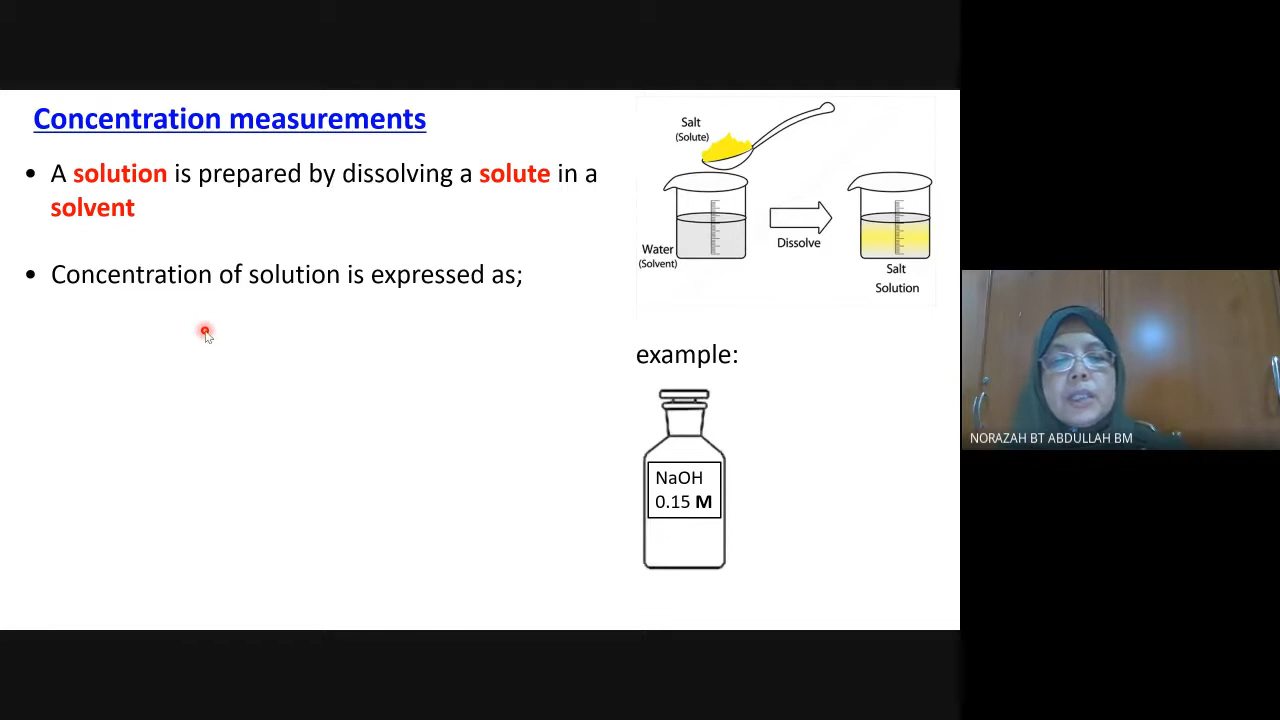 Concentration measurements
• A solution is prepared by dissolving a solute in a
solvent
• Concentration of solution is expressed as;
Salt
(Solute)
Water
(Solvent)
Dissolve
Salt
Solution
example:
NaOH
0.15 M
NORAZAH BT ABDULLAH BM